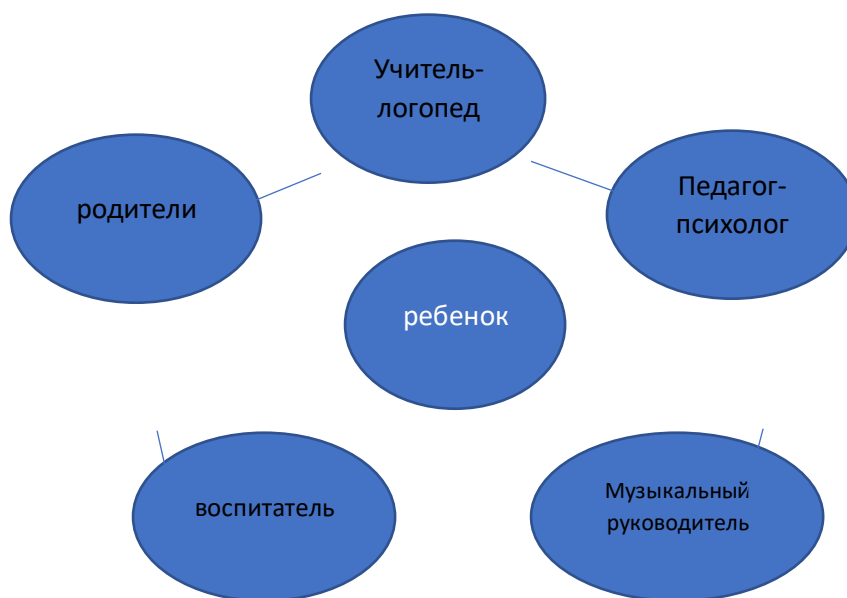 Учитель-
логопед
родители
Педагог-
психолог
ребенок
воспитатель
Музыкальный
руководитель